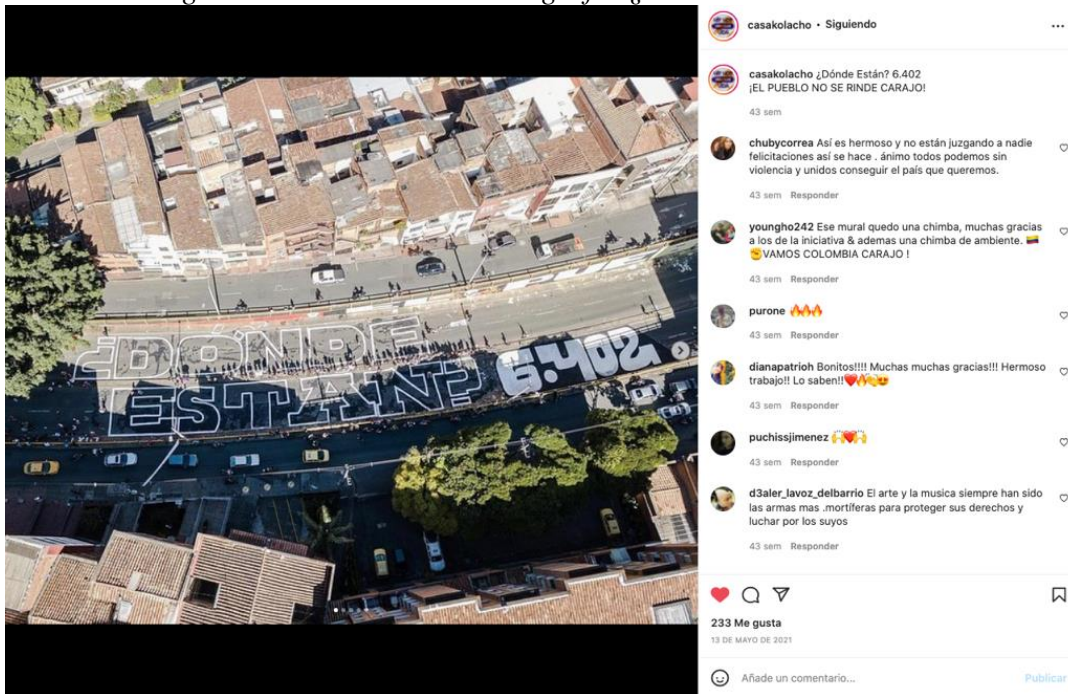 ¿DÓNDE
ESTAN?
6.402
casakolacho • Siguiendo
casakolacho ¿Dónde Están? 6.402
¡EL PUEBLO NO SE RINDE CARAJO!
43 sem
chubycorrea Así es hermoso y no están juzgando a nadie
felicitaciones así se hace . ánimo todos podemos sin
violencia y unidos conseguir el país que queremos.
43 sem Responder
youngho242 Ese mural quedo una chimba, muchas gracias
a los de la iniciativa & ademas una chimba de ambiente. 🇨🇴
✊VAMOS COLOMBIA CARAJO !
43 sem Responder
purone 🔥🔥🔥
43 sem Responder
dianapatrioh Bonitos!!!! Muchas muchas gracias!!! Hermoso
trabajo!! Lo saben!!❤️🔥👏😍
43 sem Responder
puchissjimenez 🙌❤️🙌
43 sem Responder
d3aler_lavoz_delbarrio El arte y la musica siempre han sido
las armas mas .mortíferas para proteger sus derechos y
luchar por los suyos
43 sem Responder
233 Me gusta
13 DE MAYO DE 2021
Añade un comentario... Publicar